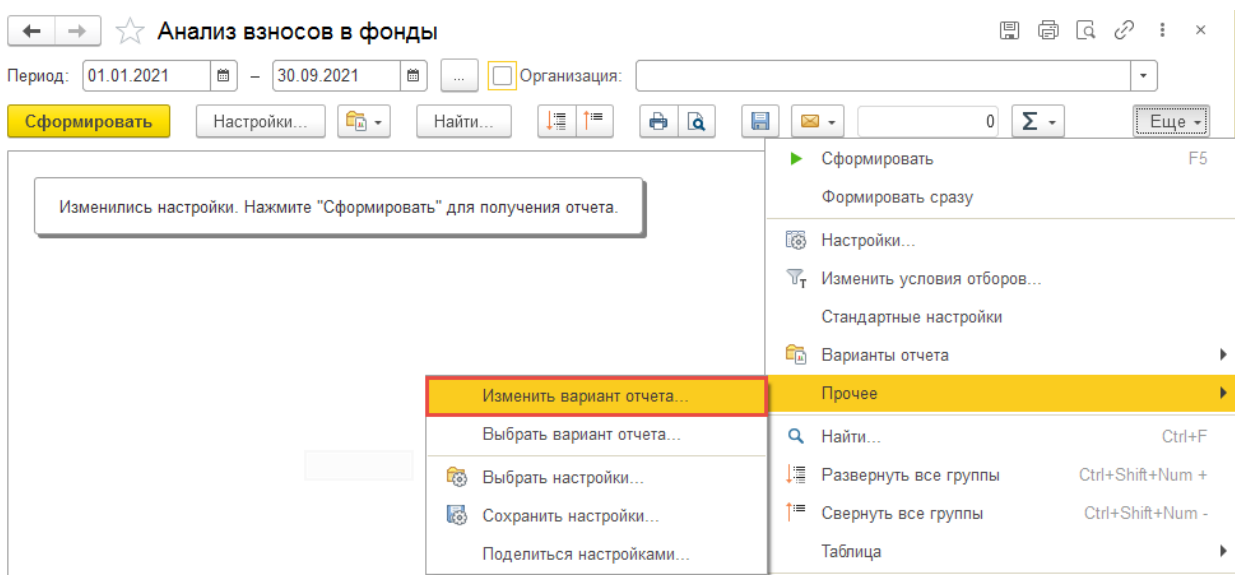 Анализ взносов в фонды
Период: 01.01.2021 – 30.09.2021 ... Организация:
Сформировать Настройки... Найти... 0 Σ Еще
Сформировать F5
Изменились настройки. Нажмите "Сформировать" для получения отчета.
Формировать сразу
Настройки...
Изменить условия отборов...
Стандартные настройки
Варианты отчета
Изменить вариант отчета... Прочее
Выбрать вариант отчета... Найти... Ctrl+F
Выбрать настройки... Развернуть все группы Ctrl+Shift+Num +
Сохранить настройки... Свернуть все группы Ctrl+Shift+Num -
Поделиться настройками... Таблица